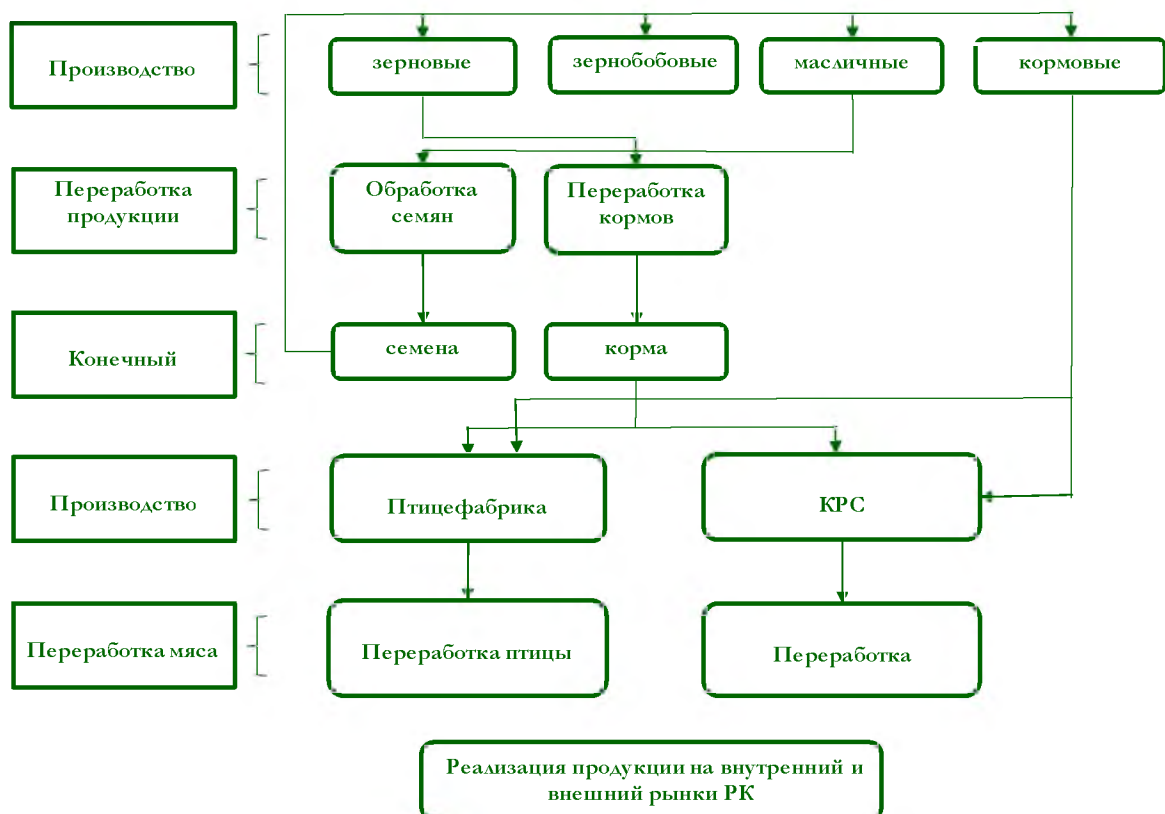 Производство
зерновые
зернобобовые
масличные
кормовые
Переработка
продукции
Обработка
семян
Переработка
кормов
Конечный
семена
корма
Производство
Птицефабрика
КРС
Переработка мяса
Переработка птицы
Переработка
Реализация продукции на внутренний и
внешний рынки РК